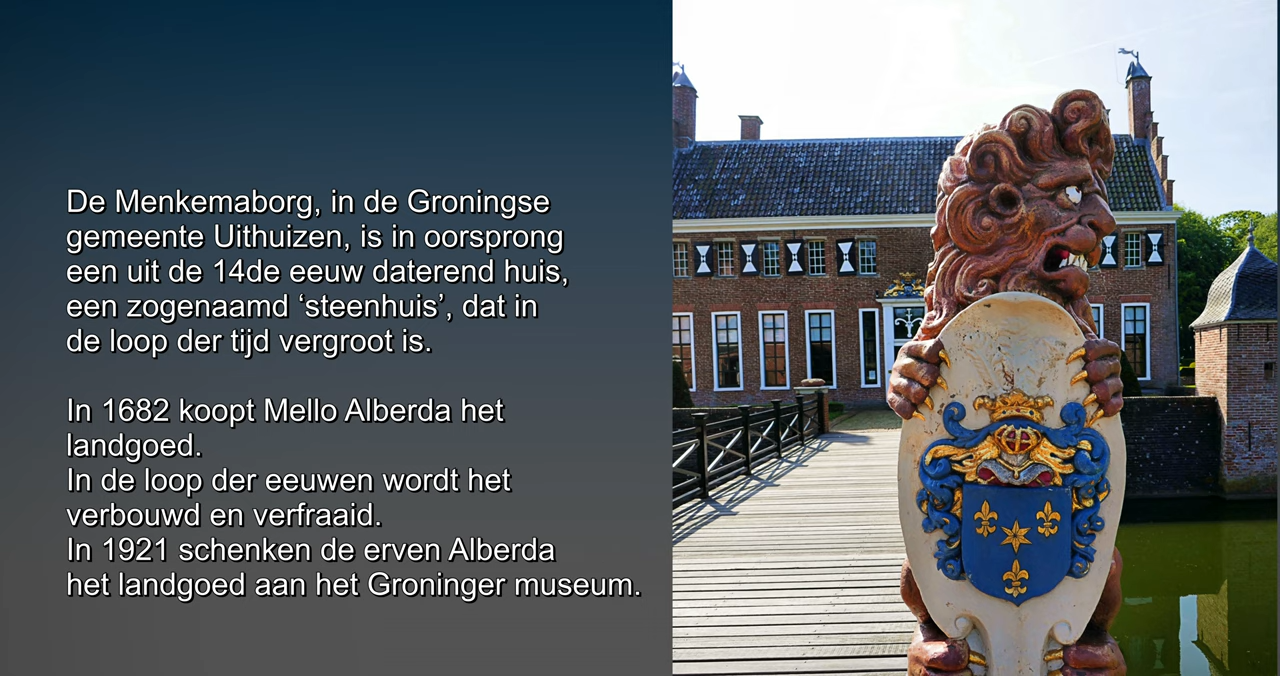 De Menkemaborg, in de Groningse
gemeente Uithuizen, is in oorsprong
een uit de 14de eeuw daterend huis,
een zogenaamd ‘steenhuis’, dat in
de loop der tijd vergroot is.
In 1682 koopt Mello Alberda het
landgoed.
In de loop der eeuwen wordt het
verbouwd en verfraaid.
In 1921 schenken de erven Alberda
het landgoed aan het Groninger museum.